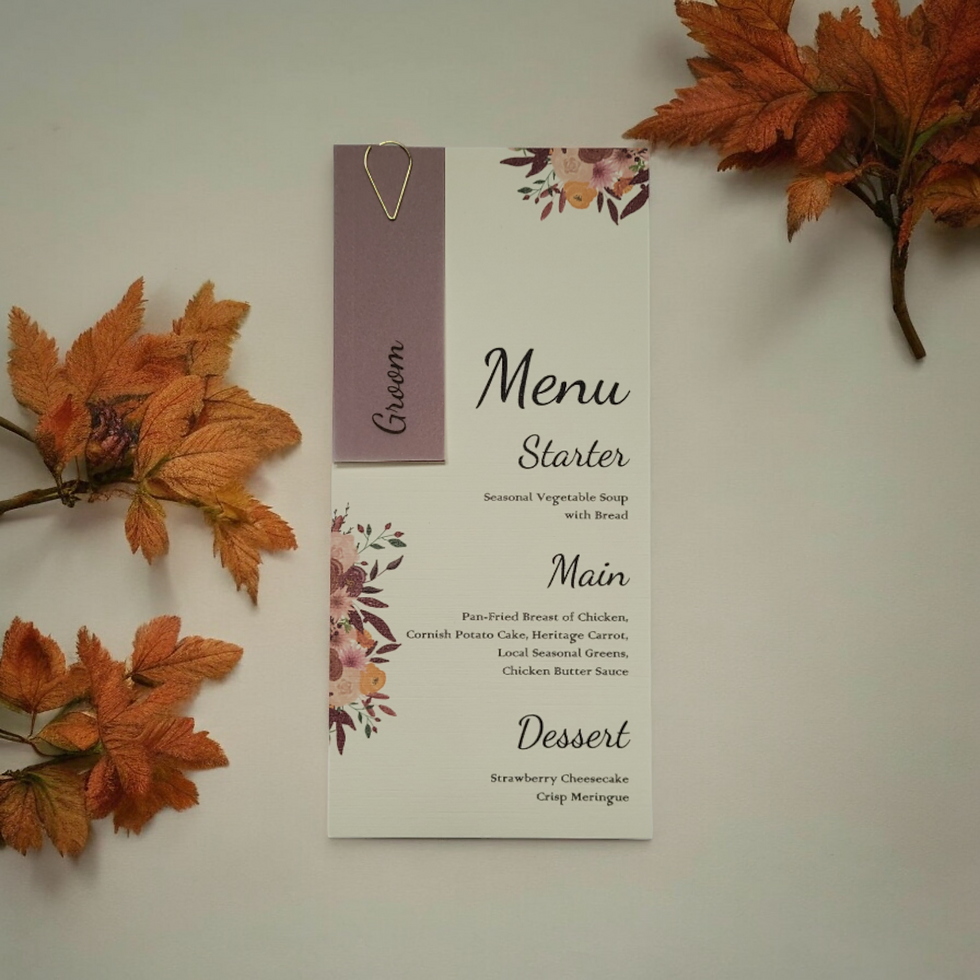 Groom
Menu
Starter
Seasonal Vegetable Soup
with Bread
Main
Pan-Fried Breast of Chicken,
Cornish Potato Cake, Heritage Carrot,
Local Seasonal Greens,
Chicken Butter Sauce
Dessert
Strawberry Cheesecake
Crisp Meringue